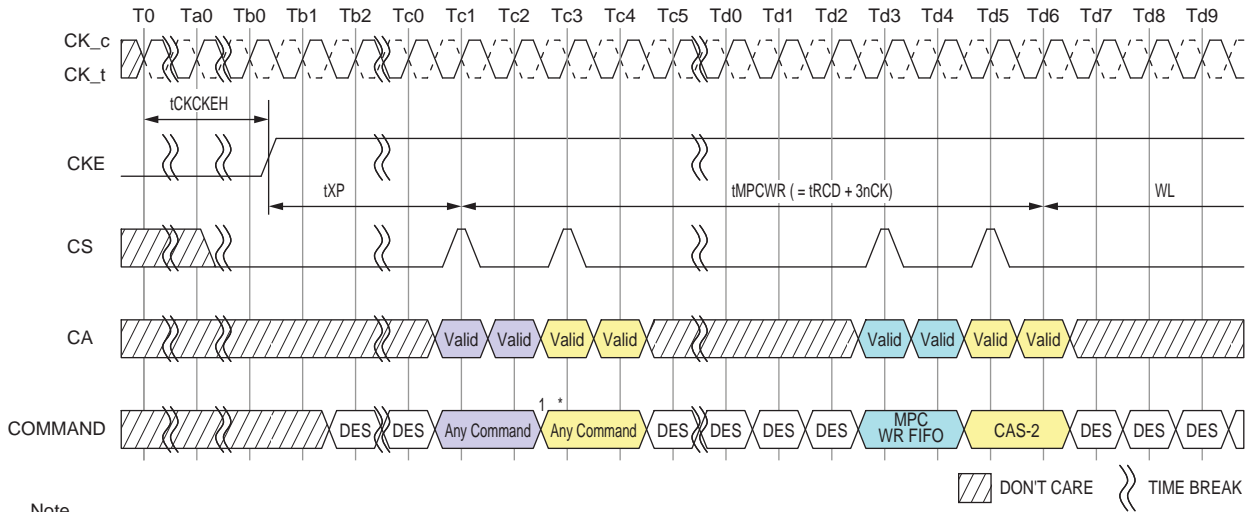 T0 Ta0 Tb0 Tb1 Tb2 Tc0 Tc1 Tc2 Tc3 Tc4 Tc5 Td0 Td1 Td2 Td3 Td4 Td5 Td6 Td7 Td8 Td9
CK_c
CK_t
tCKCKEH
CKE
tXP tMPCWR ( = tRCD + 3nCK) WL
CS
CA Valid Valid Valid Valid Valid Valid Valid Valid
1 *
COMMAND DES DES Any Command Any Command DES DES DES DES MPC WR FIFO CAS-2 DES DES DES
DON'T CARE TIME BREAK
Note